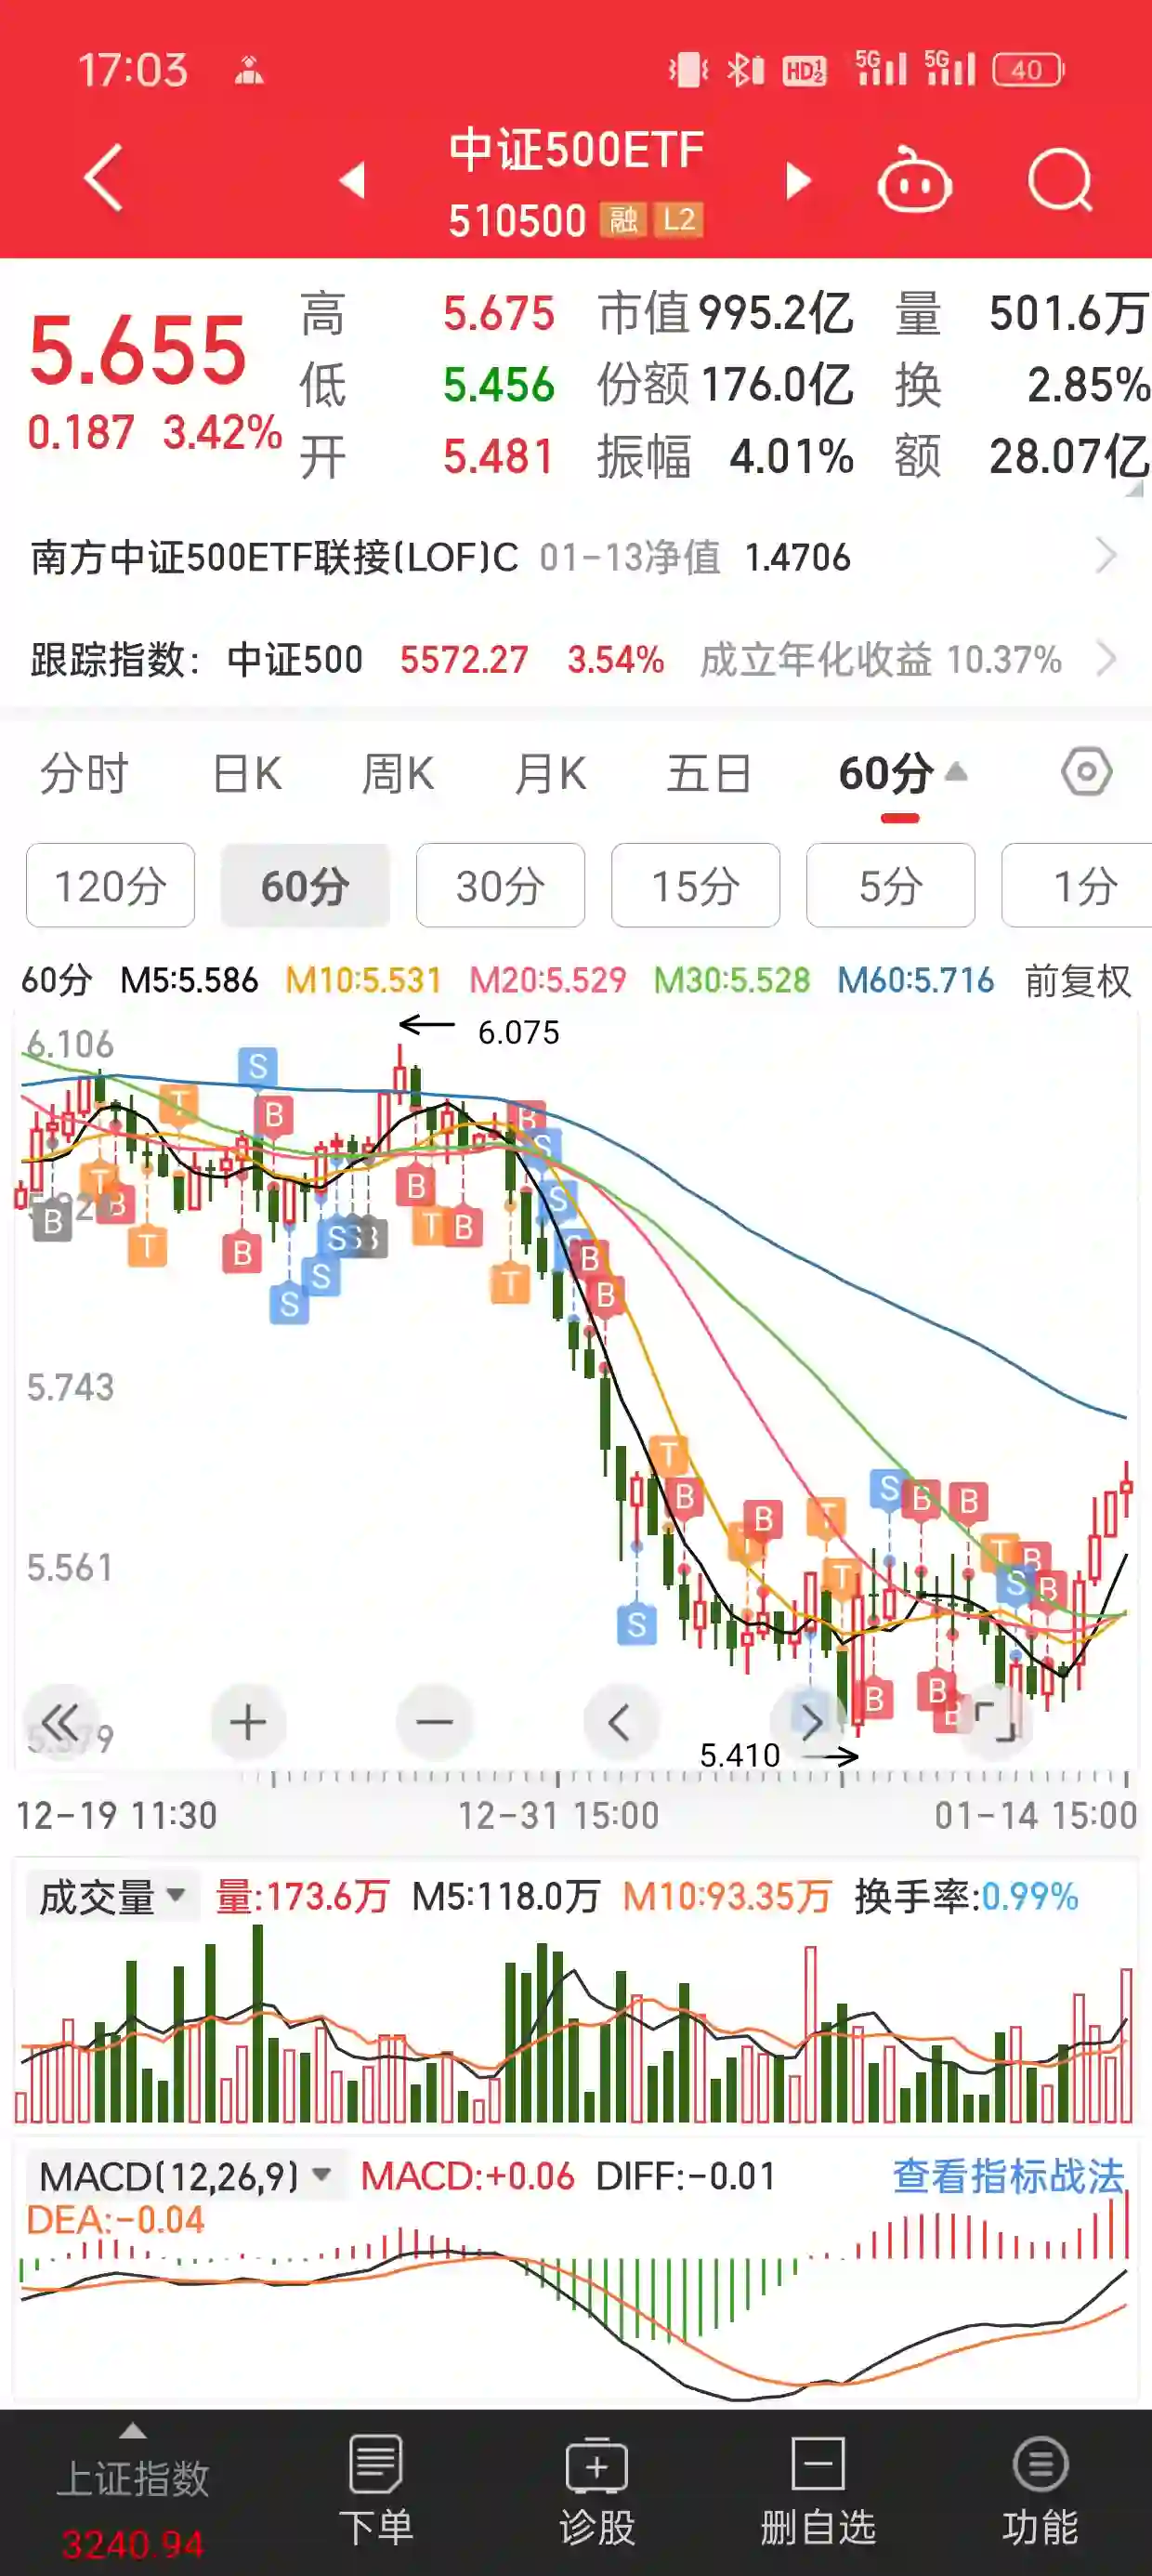 17:03 HD 1 2 5G 5G 40
中证500ETF
510500 融 L2
5.655
0.187 3.42%
高 5.675 市值 995.2亿 量 501.6万
低 5.456 份额 176.0亿 换 2.85%
开 5.481 振幅 4.01% 额 28.07亿
南方中证500ETF联接(LOF)C 01-13净值 1.4706
跟踪指数：中证500 5572.27 3.54% 成立年化收益 10.37%
分时 日K 周K 月K 五日 60分
120分 60分 30分 15分 5分 1分
60分 M5:5.586 M10:5.531 M20:5.529 M30:5.528 M60:5.716 前复权
6.106 6.075
S
T B B
T B B T S
B T B S
T B B S S B T B
S T B
S
5.743
T
B S B B
5.561 B T
T T B
S B
S
B B
S B
5.410
12-19 11:30 12-31 15:00 01-14 15:00
成交量 量:173.6万 M5:118.0万 M10:93.35万 换手率:0.99%
MACD(12,26,9) MACD:+0.06 DIFF:-0.01 查看指标战法
DEA:-0.04
上证指数 下单 诊股 删自选 功能
3240.94